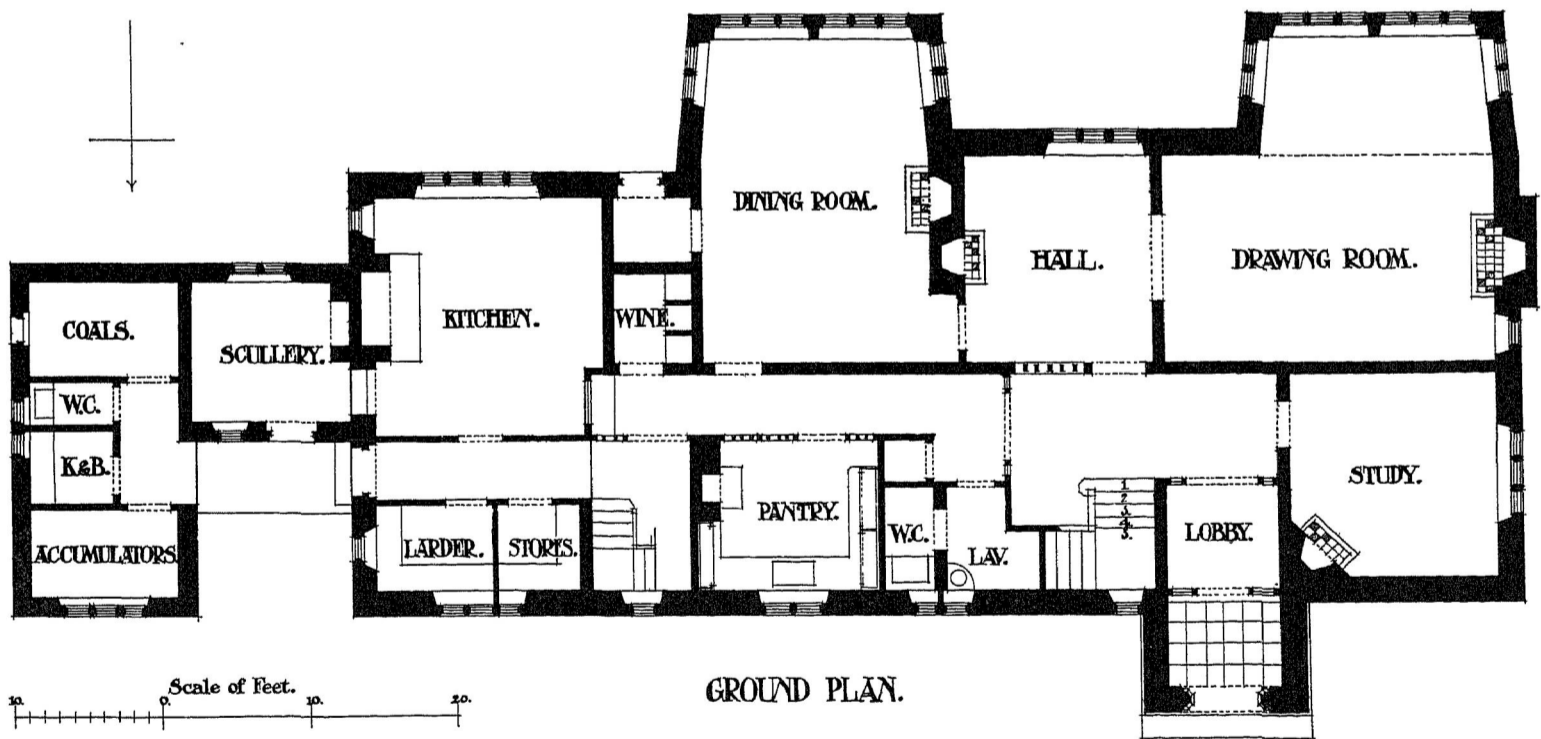 DINING ROOM.
HALL.
DRAWING ROOM.
COALS.
SCULLERY.
KITCHEN.
WINE.
W.C.
K&B.
STUDY.
PANTRY.
W.C.
LAV.
LOBBY.
1
2
3.
4.
5.
ACCUMULATORS
LARDER.
STORES.
Scale of Feet.
10. 0. 10. 20.
GROUND PLAN.